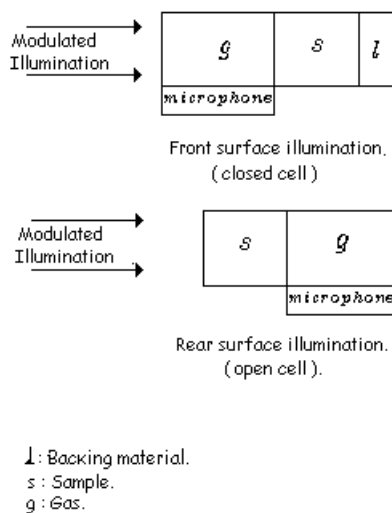 Modulated
Illumination
g s l
microphone
Front surface illumination.
(closed cell)
Modulated
Illumination
s g
microphone
Rear surface illumination.
(open cell).
l: Backing material.
s : Sample.
g : Gas.